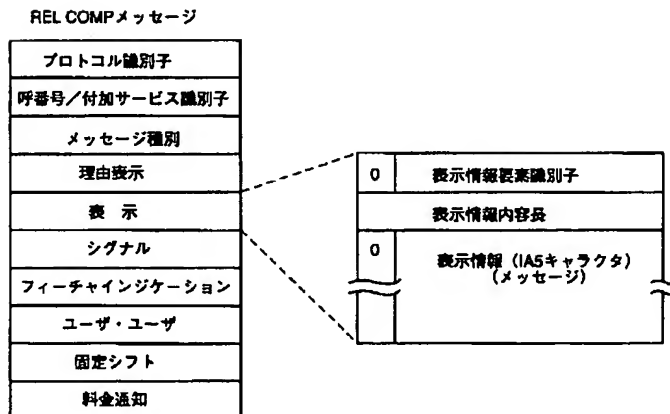 REL COMPメッセージ
プロトコル識別子
呼番号/付加サービス識別子
メッセージ種別
理由表示
表 示
シグナル
フィーチャインジケーション
ユーザ・ユーザ
固定シフト
料金通知
0 表示情報要素識別子
表示情報内容長
0 表示情報(IA5キャラクタ)
(メッセージ)